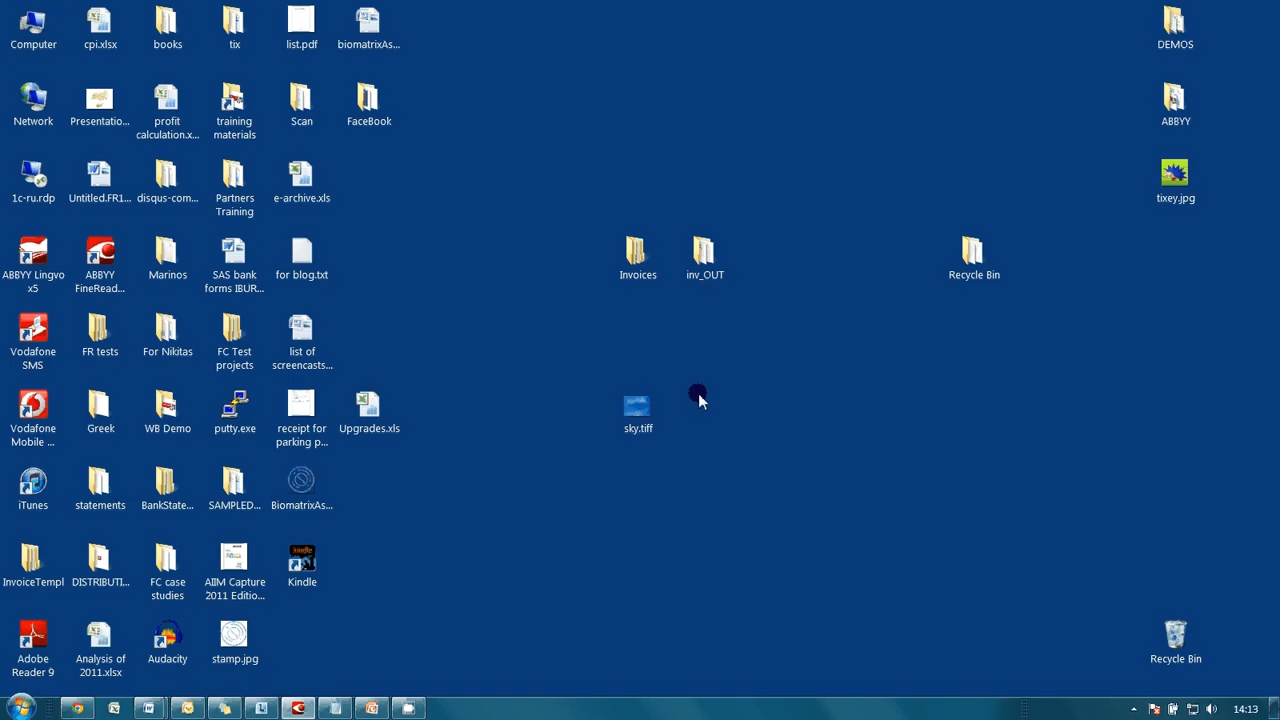 Computer
cpi.xlsx
books
tix
list.pdf
biomatrixAs...
DEMOS
Network
Presentatio...
profit
calculation.x...
training
materials
Scan
FaceBook
ABBYY
1c-ru.rdp
Untitled.FR1...
disqus-com...
Partners
Training
e-archive.xls
tixey.jpg
ABBYY Lingvo
x5
ABBYY
FineRead...
Marinos
SAS bank
forms IBUR...
for blog.txt
Invoices
inv_OUT
Recycle Bin
Vodafone
SMS
FR tests
For Nikitas
FC Test
projects
list of
screencasts...
Vodafone
Mobile ...
Greek
WB Demo
putty.exe
receipt for
parking p...
Upgrades.xls
sky.tiff
iTunes
statements
BankState...
SAMPLED...
BiomatrixAs...
InvoiceTempl
DISTRIBUTI...
FC case
studies
AIIM Capture
2011 Editio...
kindle
Kindle
Adobe
Reader 9
Analysis of
2011.xlsx
Audacity
stamp.jpg
Recycle Bin
14:13